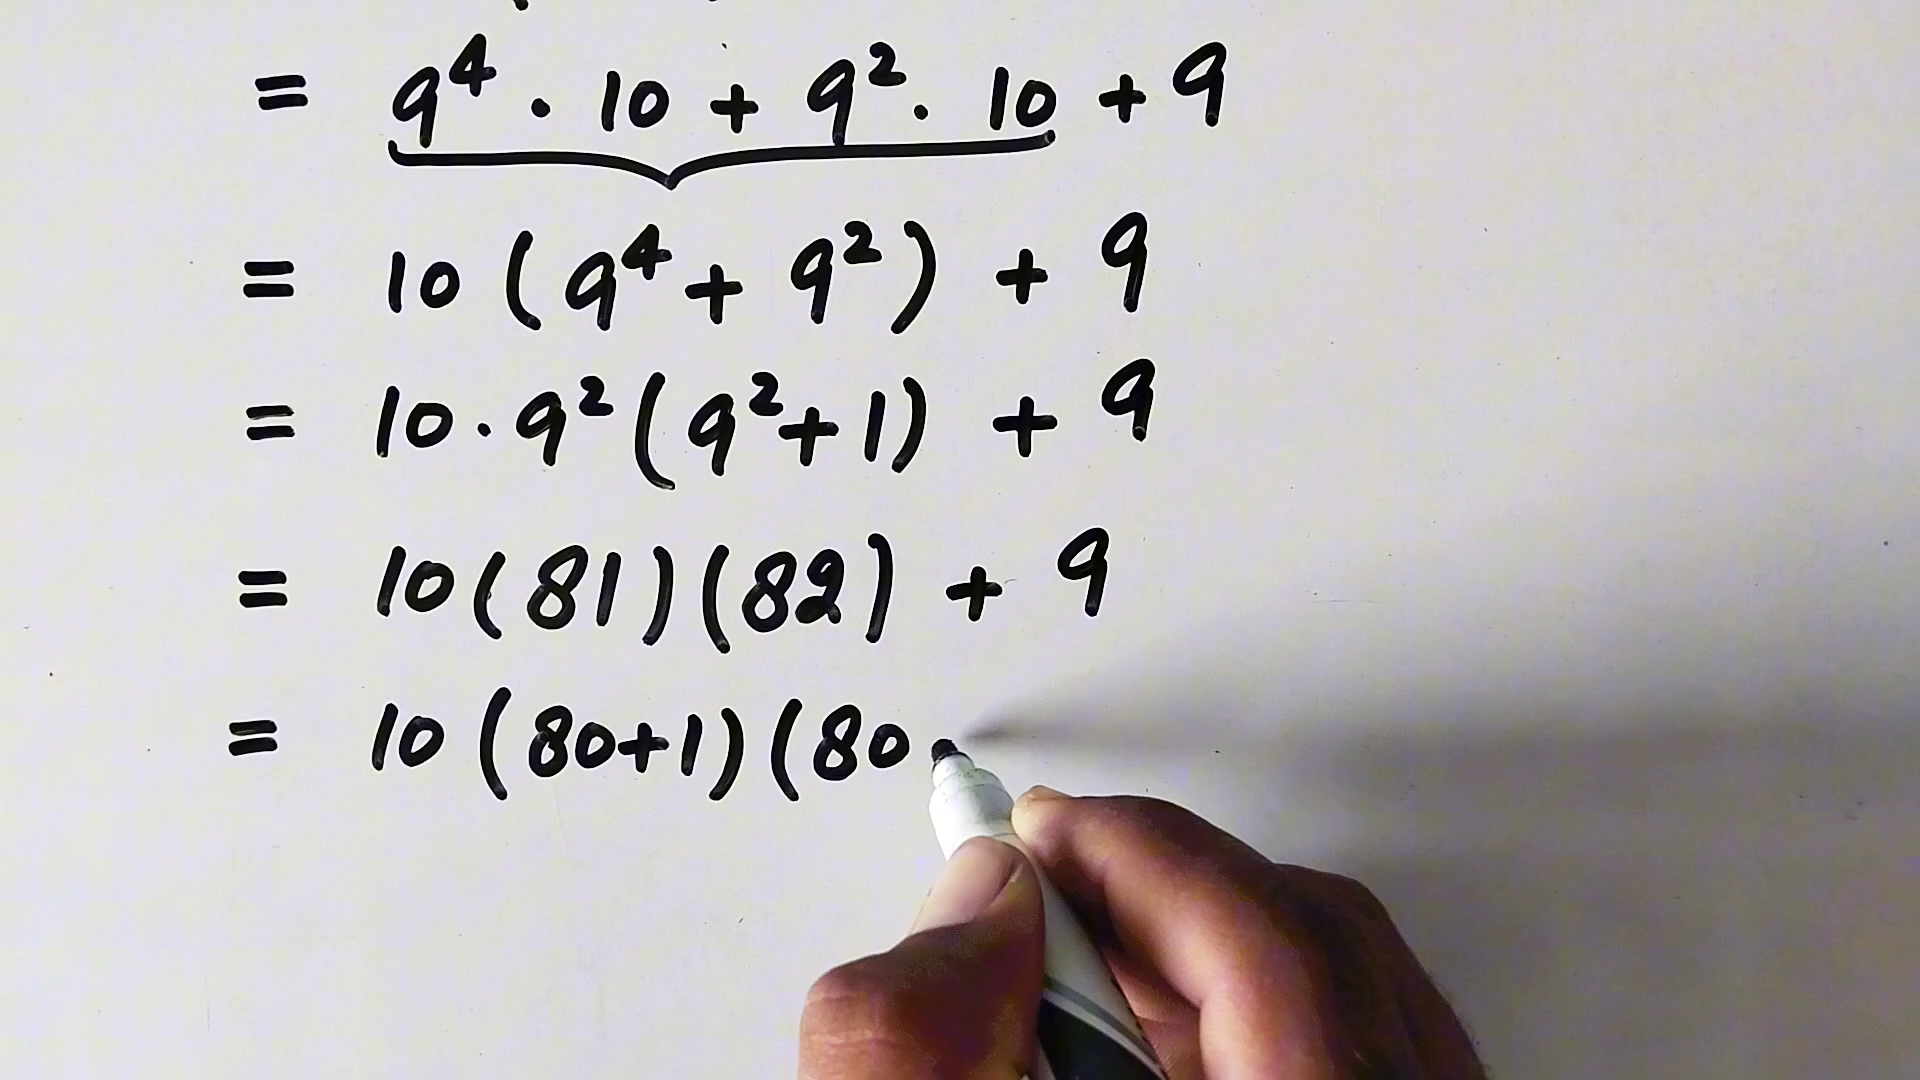 = 9⁴ · 10 + 9² · 10 + 9
= 10 (9⁴ + 9²) + 9
= 10 · 9² (9² + 1) + 9
= 10 (81) (82) + 9
= 10 (80+1) (80